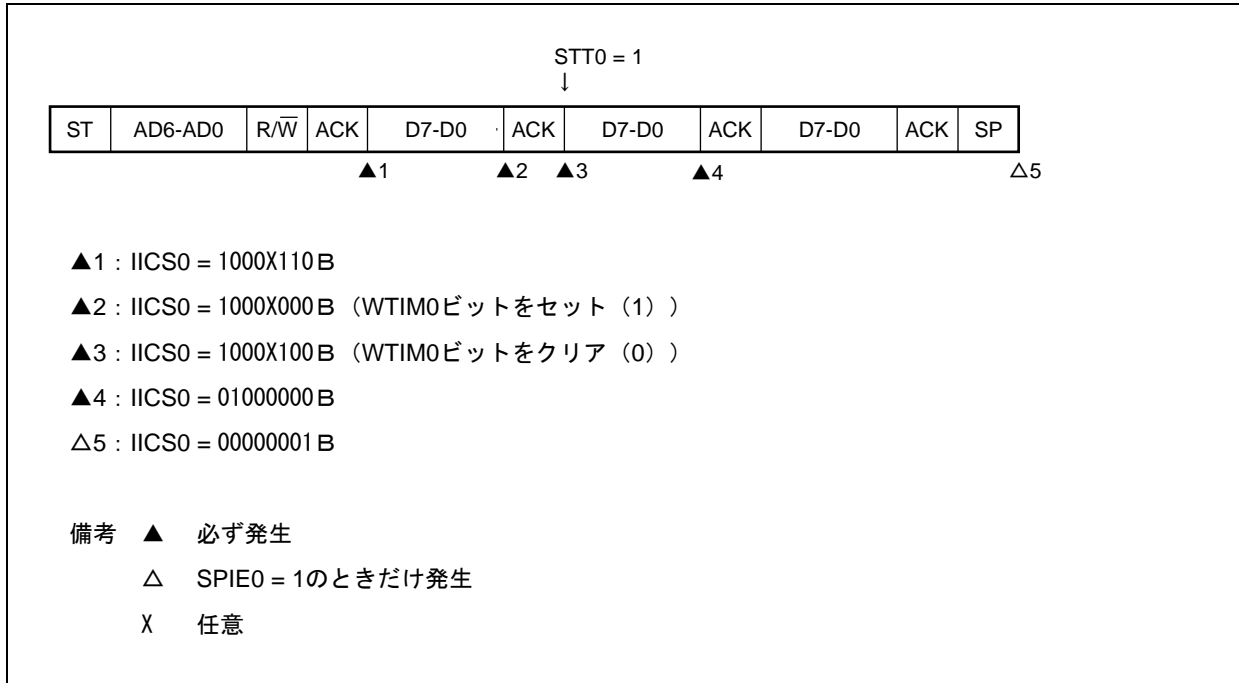 STT0 = 1
↓
ST AD6-AD0 R/W̅ ACK D7-D0 ACK D7-D0 ACK D7-D0 ACK SP
▲1 ▲2 ▲3 ▲4 △5
▲1：IICS0 = 1000X110B
▲2：IICS0 = 1000X000B（WTIM0ビットをセット（1））
▲3：IICS0 = 1000X100B（WTIM0ビットをクリア（0））
▲4：IICS0 = 01000000B
△5：IICS0 = 00000001B
備考 ▲ 必ず発生
△ SPIE0 = 1のときだけ発生
X 任意